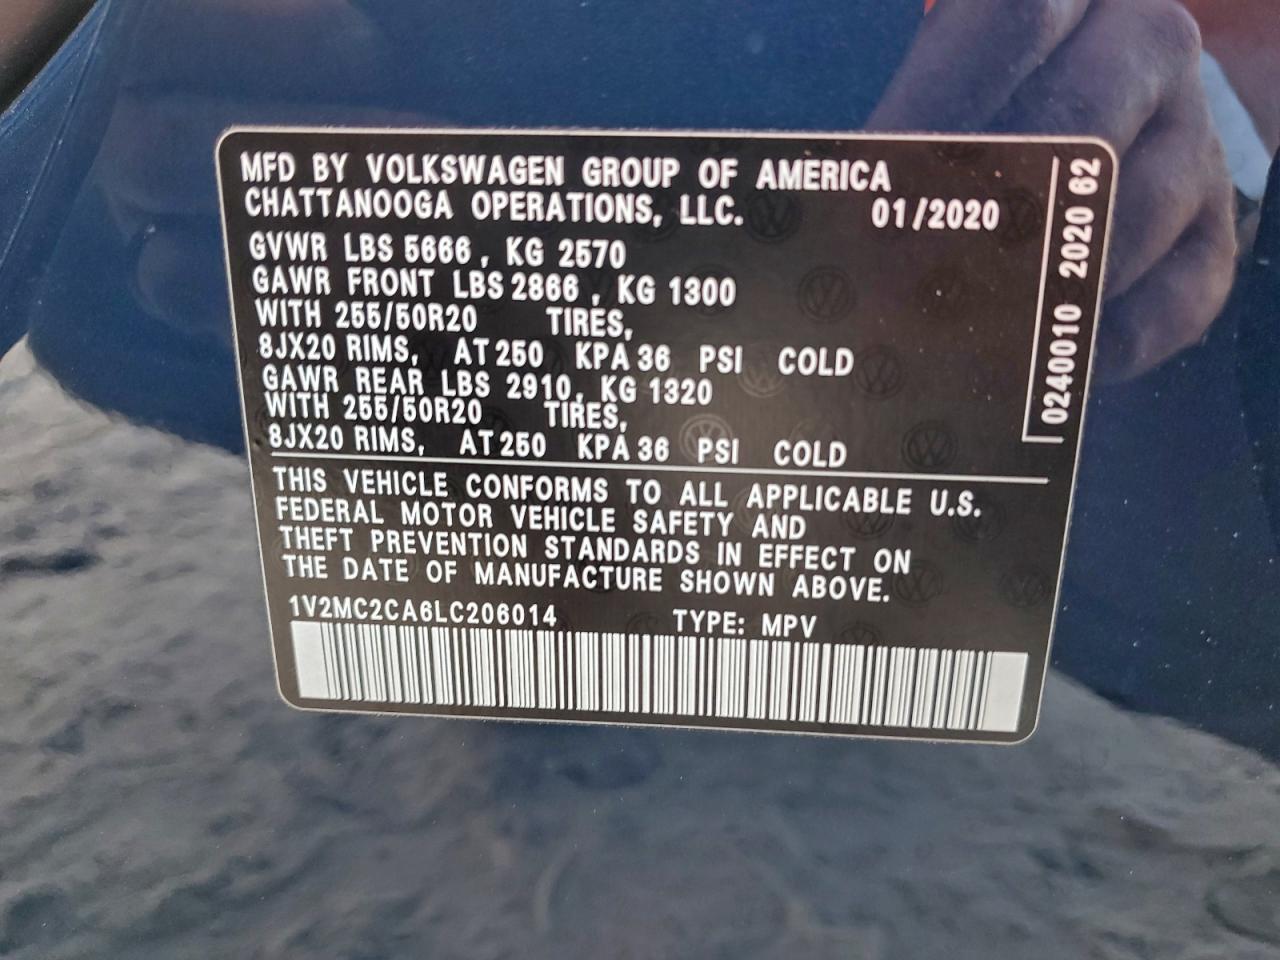 MFD BY VOLKSWAGEN GROUP OF AMERICA
CHATTANOOGA OPERATIONS, LLC. 01/2020
GVWR LBS 5666, KG 2570
GAWR FRONT LBS 2866, KG 1300
WITH 255/50R20 TIRES,
8JX20 RIMS, AT 250 KPA 36 PSI COLD
GAWR REAR LBS 2910, KG 1320
WITH 255/50R20 TIRES,
8JX20 RIMS, AT 250 KPA 36 PSI COLD
THIS VEHICLE CONFORMS TO ALL APPLICABLE U.S.
FEDERAL MOTOR VEHICLE SAFETY AND
THEFT PREVENTION STANDARDS IN EFFECT ON
THE DATE OF MANUFACTURE SHOWN ABOVE.
1V2MC2CA6LC206014 TYPE: MPV
0240010 2020 62